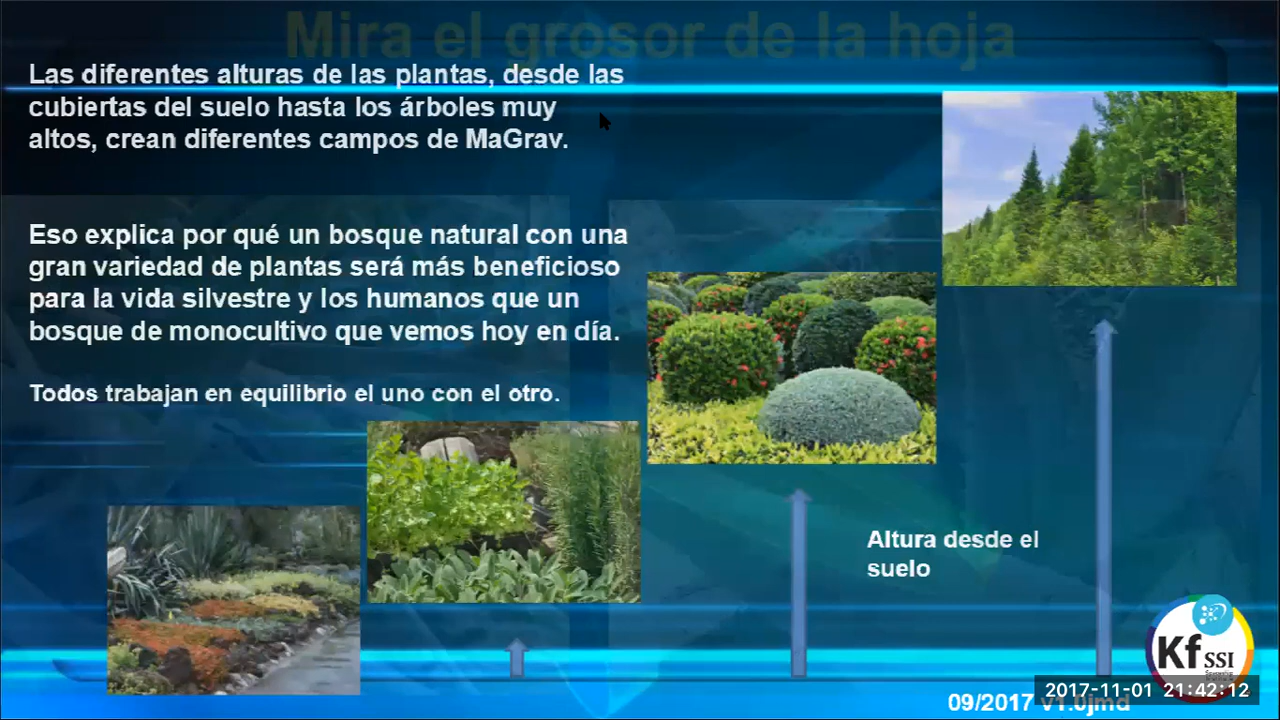 Mira el grosor de la hoja
Las diferentes alturas de las plantas, desde las
cubiertas del suelo hasta los árboles muy
altos, crean diferentes campos de MaGrav.
Eso explica por qué un bosque natural con una
gran variedad de plantas será más beneficioso
para la vida silvestre y los humanos que un
bosque de monocultivo que vemos hoy en día.
Todos trabajan en equilibrio el uno con el otro.
Altura desde el
suelo
Kf SSI
2017-11-01 21:42:12
09/2017 v1.0jmd